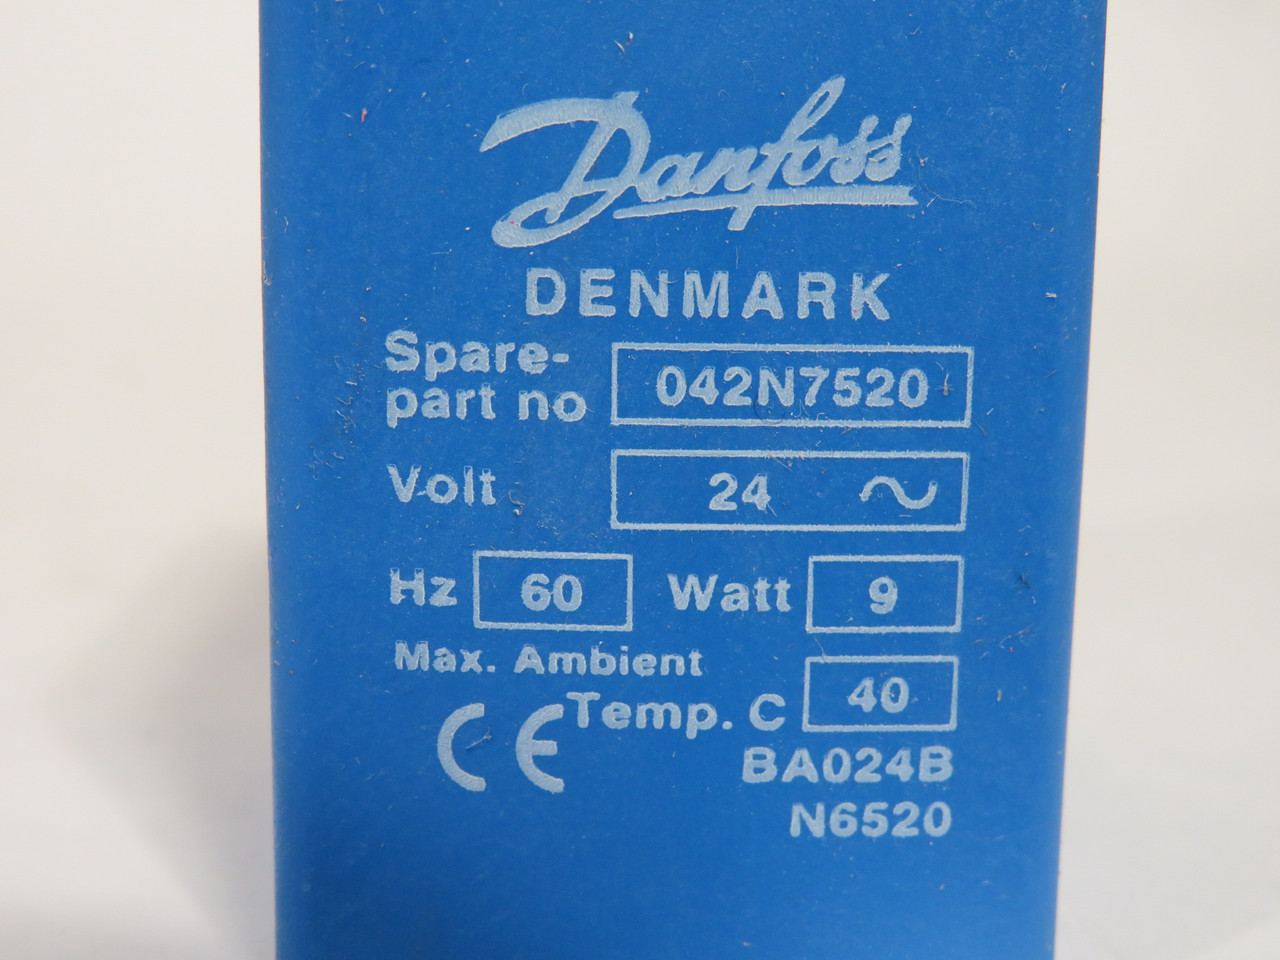 Danfoss
DENMARK
Spare-
part no 042N7520
Volt 24 ~
Hz 60 Watt 9
Max. Ambient
Temp. C 40
CE
BA024B
N6520